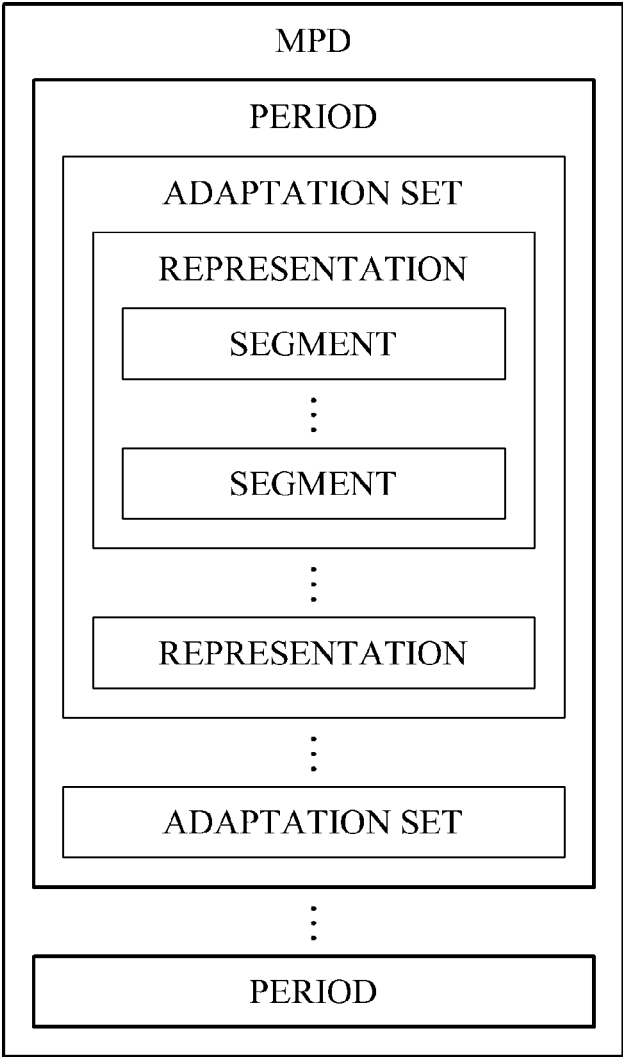 MPD
PERIOD
ADAPTATION SET
REPRESENTATION
SEGMENT
SEGMENT
REPRESENTATION
ADAPTATION SET
PERIOD